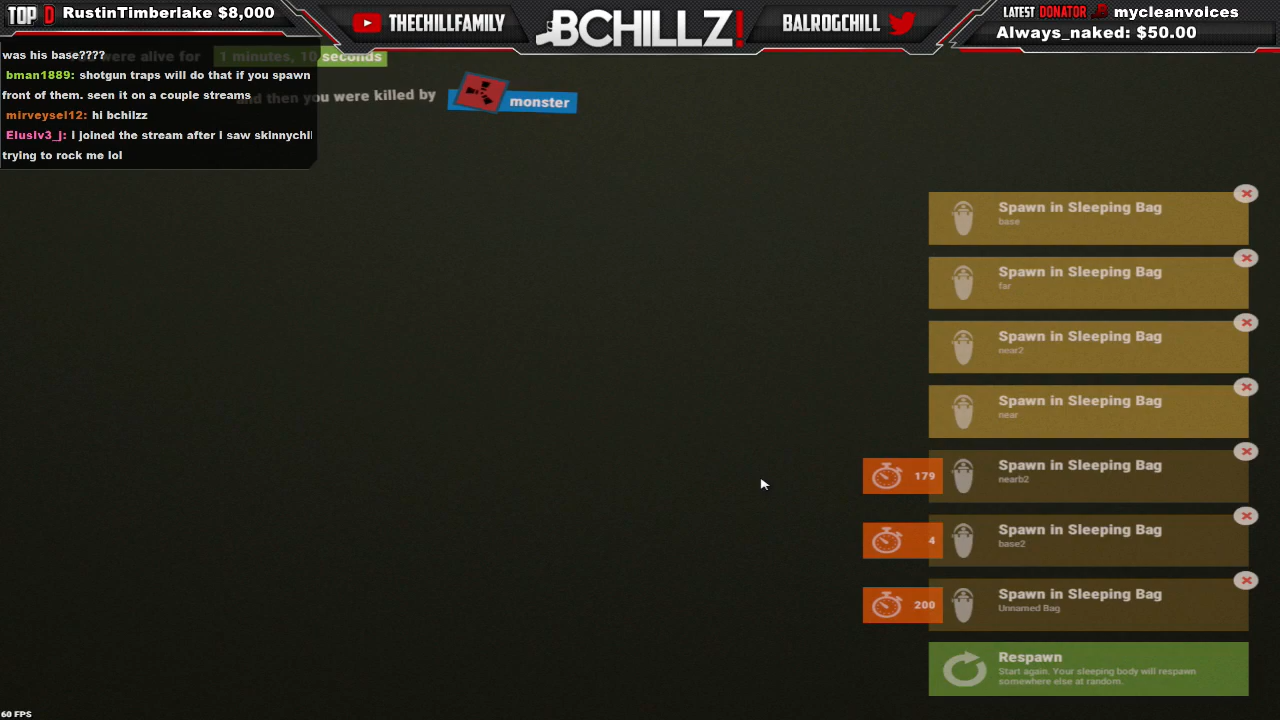 TOP D RustinTimberlake $8,000
THECHILLFAMILY
BCHILLZ!
BALROGCHILL
LATEST DONATOR mycleanvoices
Always_naked: $50.00
was his base????
were alive for 1 minutes, 10 seconds
bman1889: shotgun traps will do that if you spawn
front of them. seen it on a couple streams
and then you were killed by monster
mirveysel12: hi bchilzz
Elusiv3_j: i joined the stream after i saw skinnychil
trying to rock me lol
Spawn in Sleeping Bag
base
Spawn in Sleeping Bag
far
Spawn in Sleeping Bag
near2
Spawn in Sleeping Bag
near
179
Spawn in Sleeping Bag
nearb2
4
Spawn in Sleeping Bag
base2
200
Spawn in Sleeping Bag
Unnamed Bag
Respawn
Start again. Your sleeping body will respawn
somewhere else at random.
60 FPS